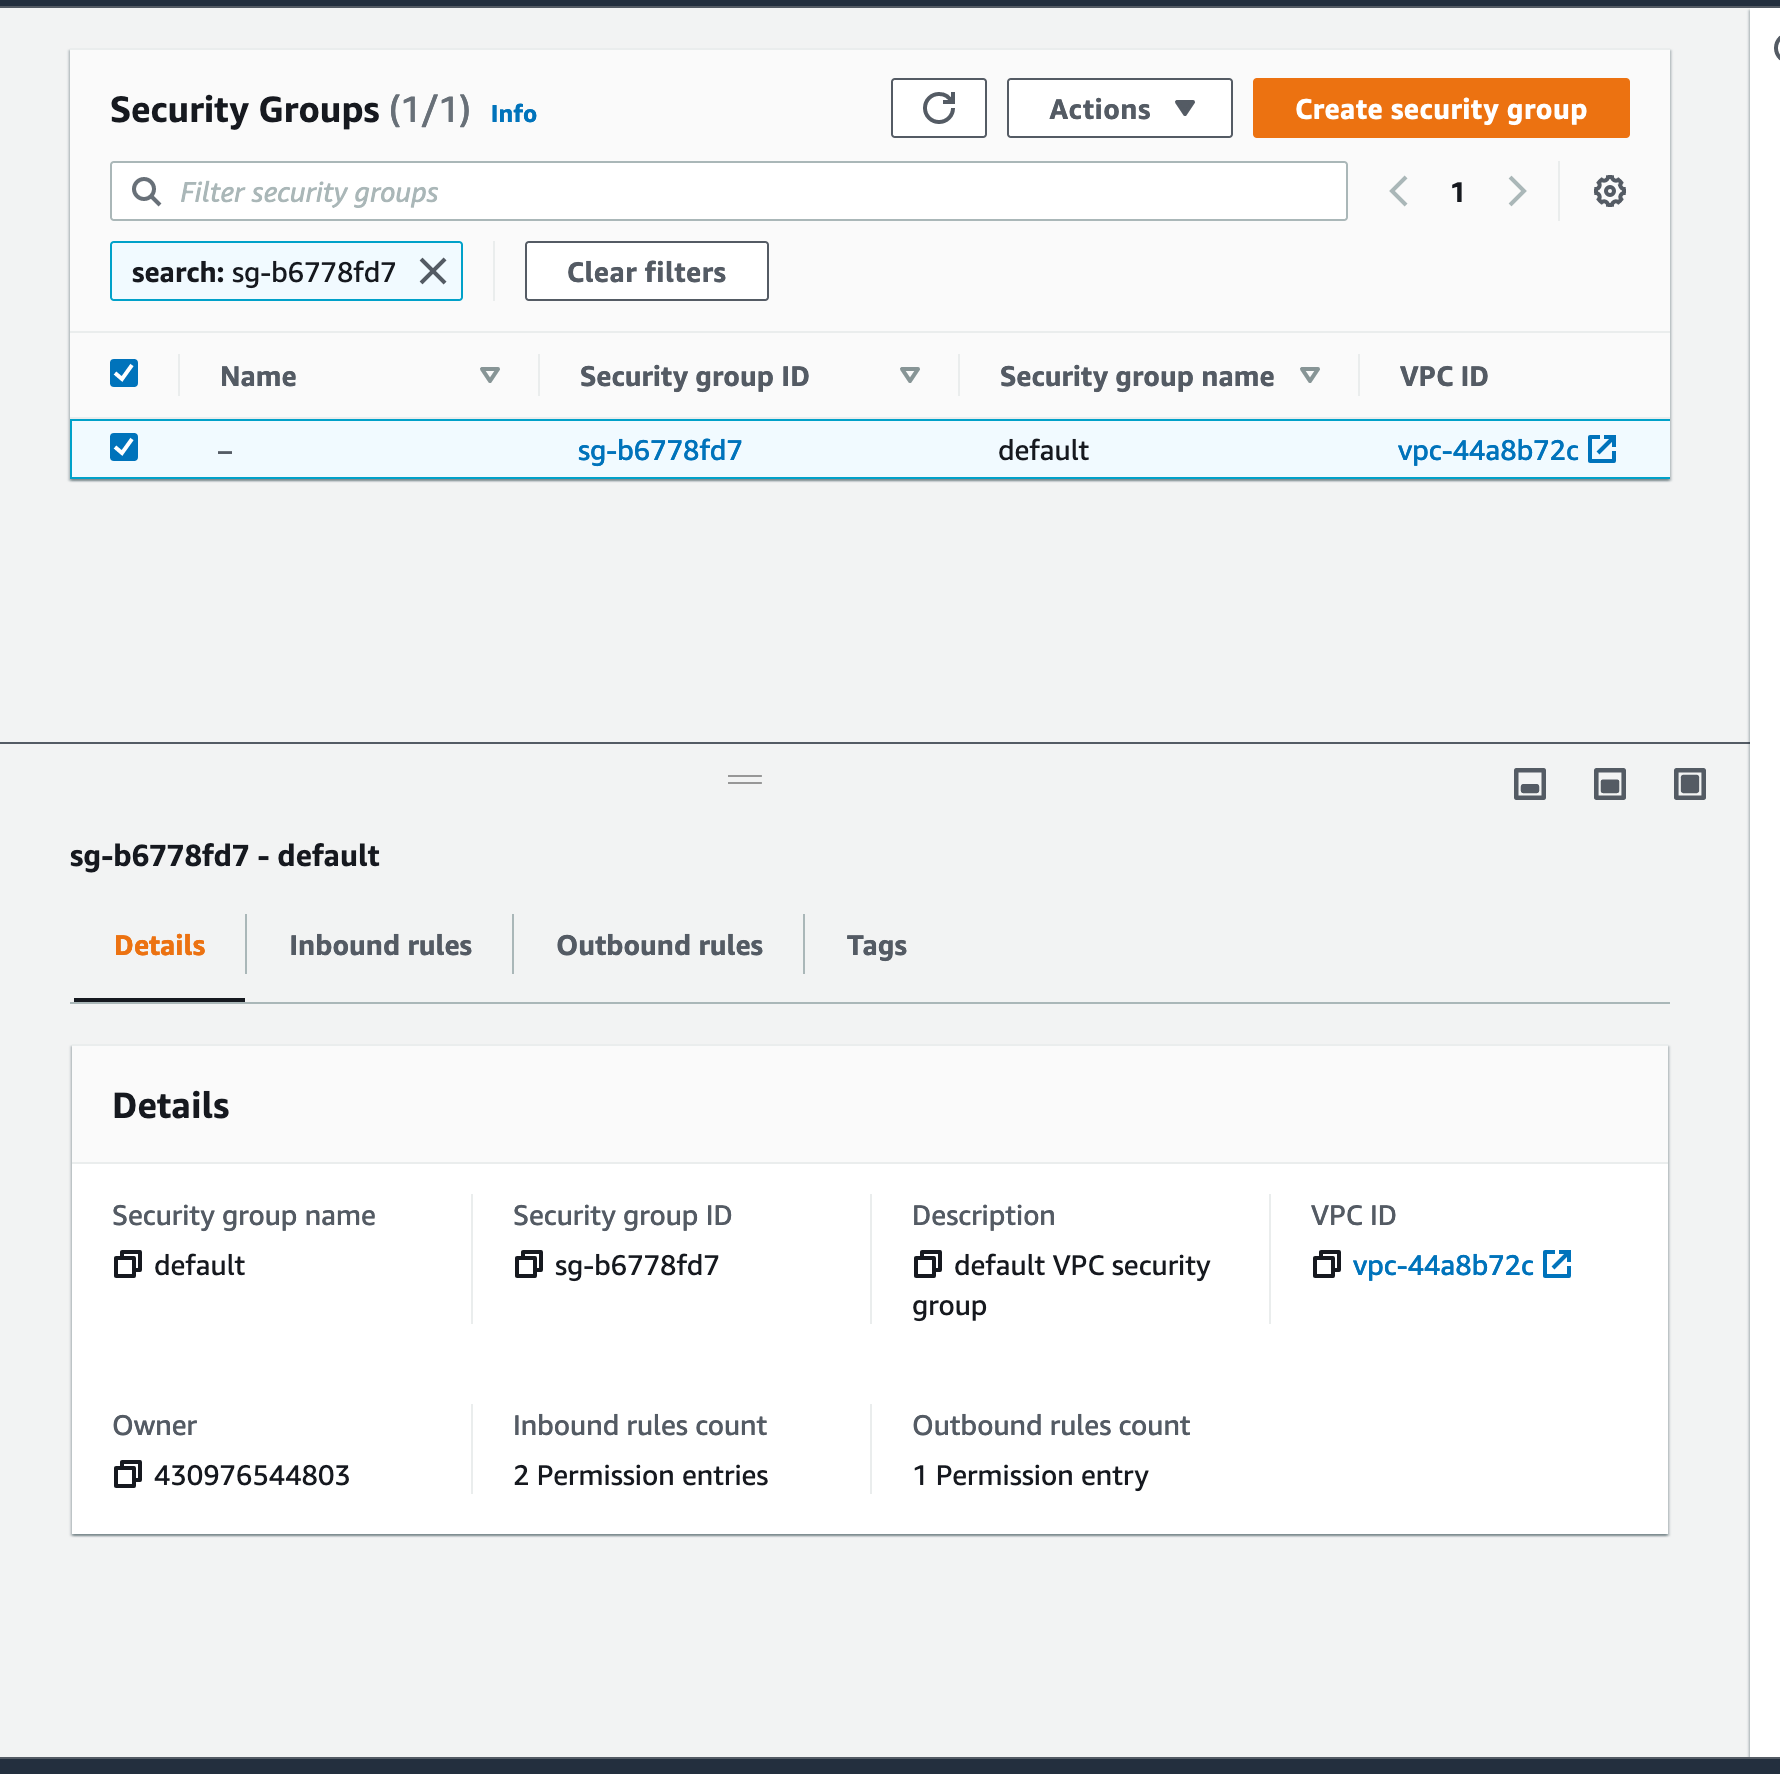 Security Groups (1/1) Info
Actions
Create security group
Filter security groups
1
search: sg-b6778fd7
Clear filters
Name Security group ID Security group name VPC ID
– sg-b6778fd7 default vpc-44a8b72c
sg-b6778fd7 - default
Details Inbound rules Outbound rules Tags
Details
Security group name
default
Security group ID
sg-b6778fd7
Description
default VPC security
group
VPC ID
vpc-44a8b72c
Owner
430976544803
Inbound rules count
2 Permission entries
Outbound rules count
1 Permission entry